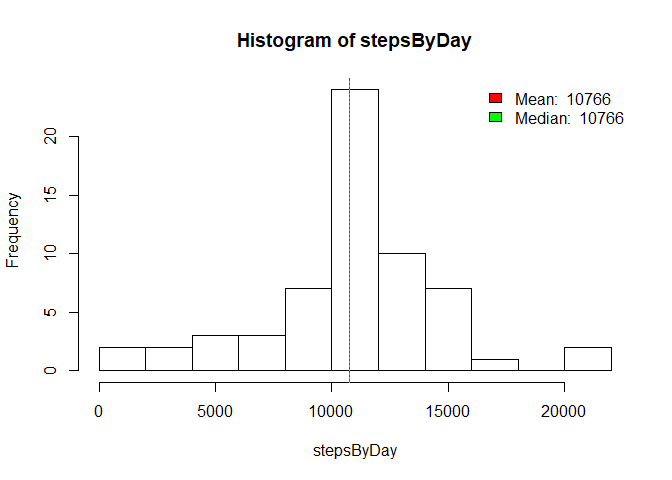 Histogram of stepsByDay
Mean: 10766
Median: 10766
Frequency
20
15
10
5
0
0 5000 10000 15000 20000
stepsByDay